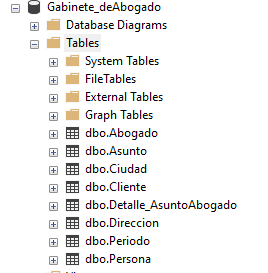 Gabinete_deAbogado
Database Diagrams
Tables
System Tables
FileTables
External Tables
Graph Tables
dbo.Abogado
dbo.Asunto
dbo.Ciudad
dbo.Cliente
dbo.Detalle_AsuntoAbogado
dbo.Direccion
dbo.Periodo
dbo.Persona